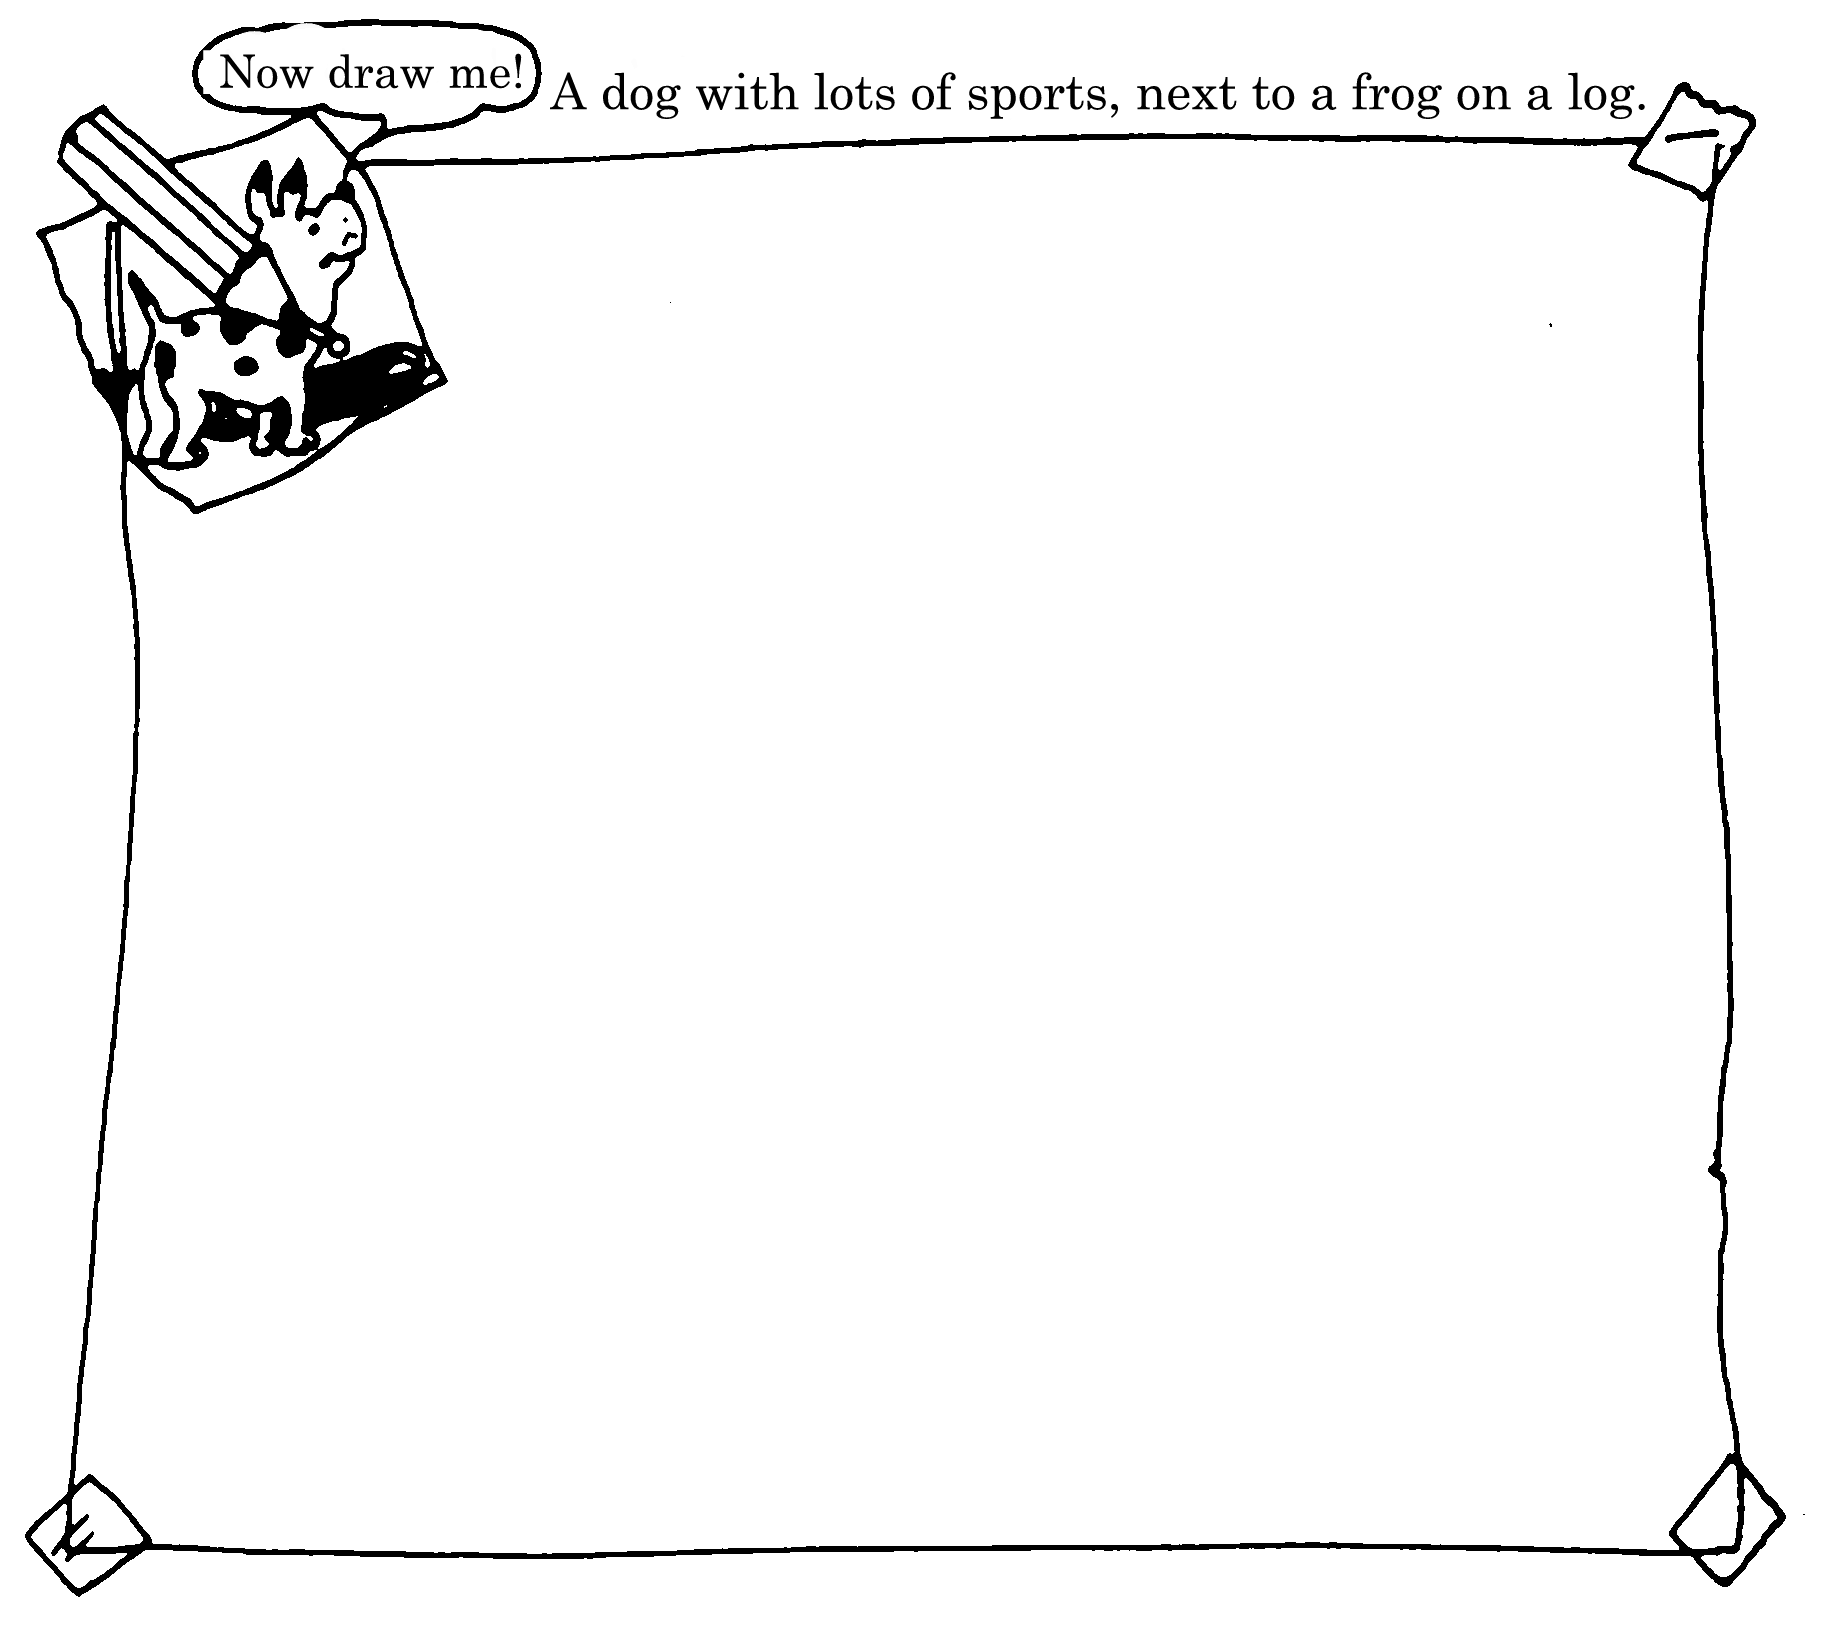 Now draw me!
A dog with lots of sports, next to a frog on a log.